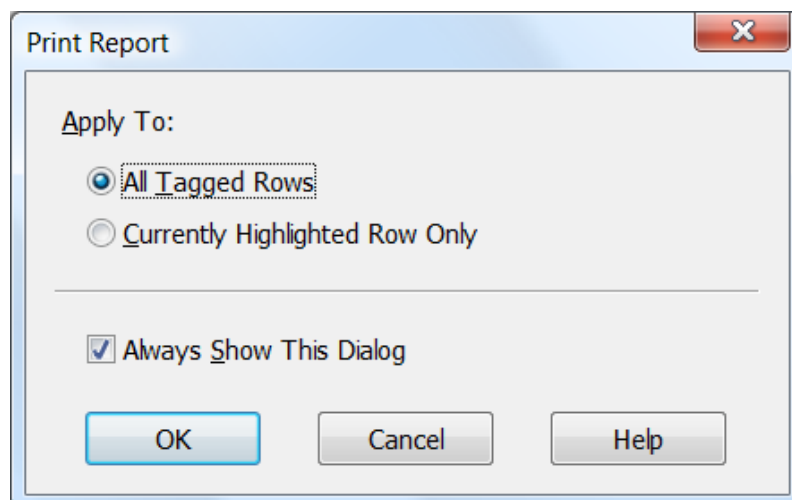 Print Report
Apply To:
All Tagged Rows
Currently Highlighted Row Only
Always Show This Dialog
OK Cancel Help